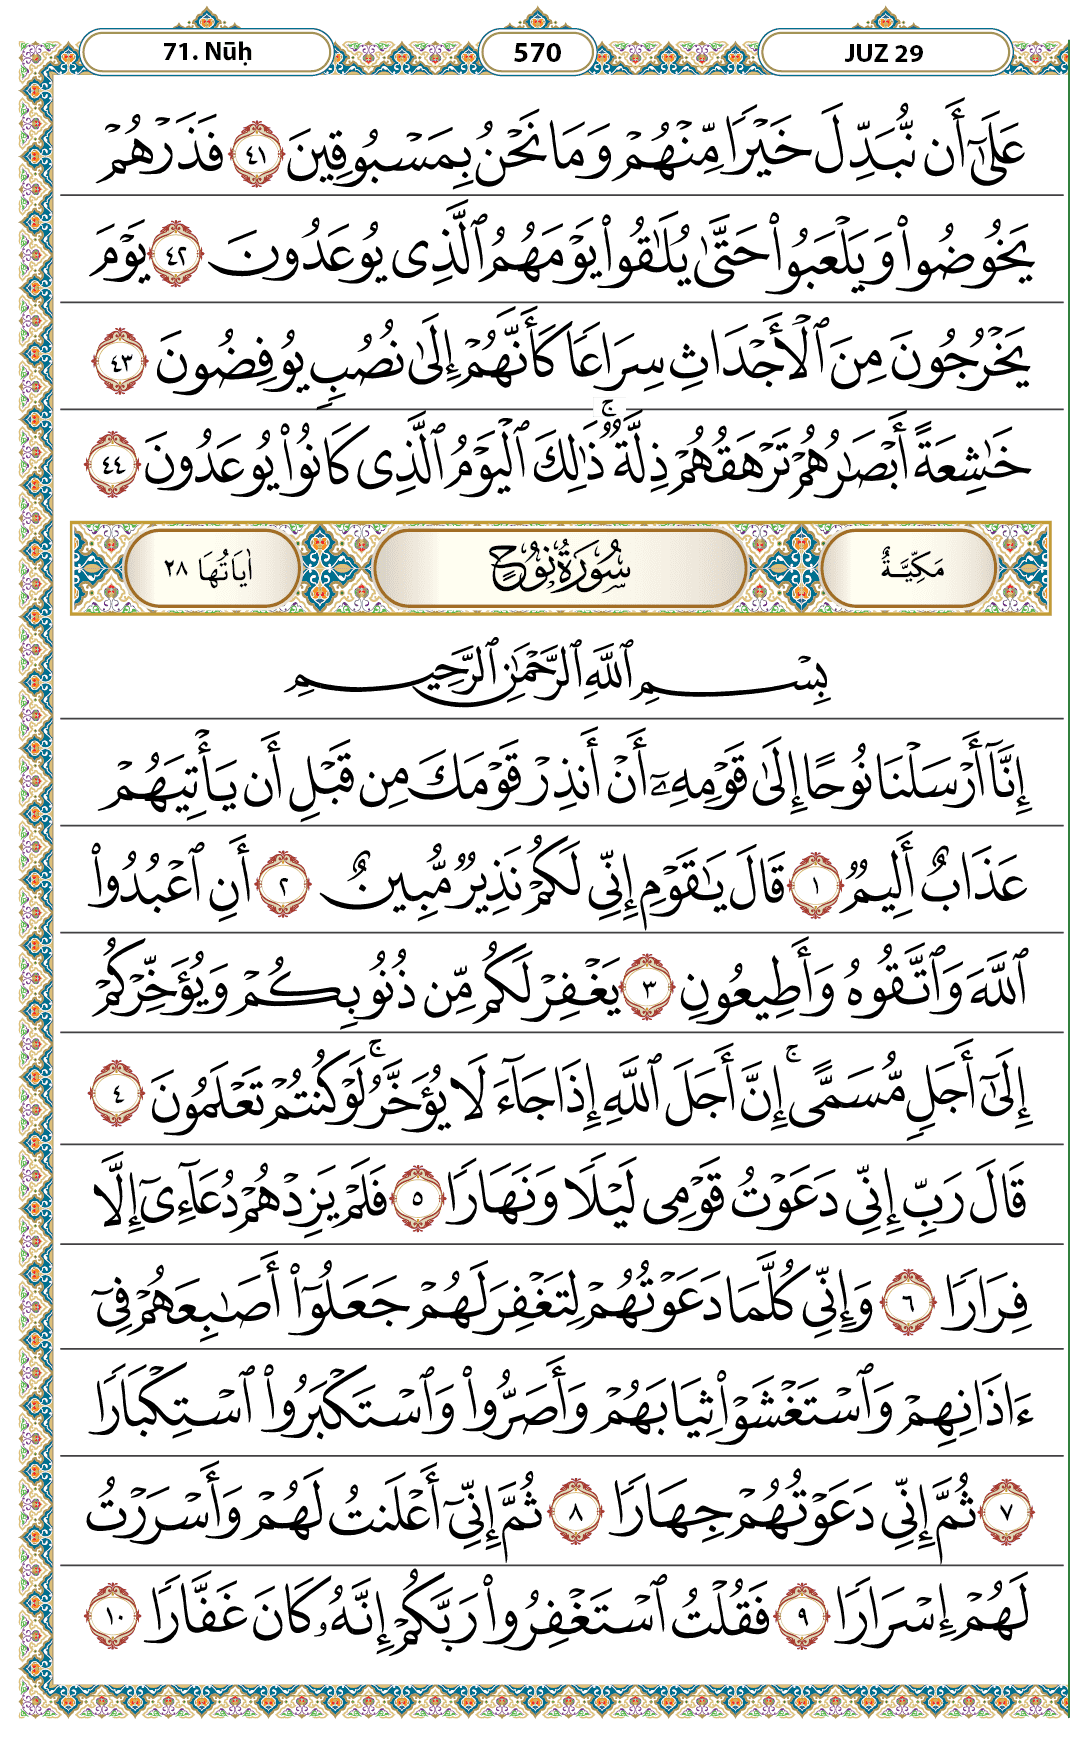 71. Nūḥ
570
JUZ 29
عَلَىٰٓ أَن نُّبَدِّلَ خَيْرًا مِّنْهُمْ وَمَا نَحْنُ بِمَسْبُوقِينَ ٤١ فَذَرْهُمْ
يَخُوضُوا۟ وَيَلْعَبُوا۟ حَتَّىٰ يُلَٰقُوا۟ يَوْمَهُمُ ٱلَّذِى يُوعَدُونَ ٤٢ يَوْمَ
يَخْرُجُونَ مِنَ ٱلْأَجْدَاثِ سِرَاعًا كَأَنَّهُمْ إِلَىٰ نُصُبٍ يُوفِضُونَ ٤٣
خَٰشِعَةً أَبْصَٰرُهُمْ تَرْهَقُهُمْ ذِلَّةٌ ۚ ذَٰلِكَ ٱلْيَوْمُ ٱلَّذِى كَانُوا۟ يُوعَدُونَ ٤٤
مَكِّيَّةٌ
سُورَةُ نُوحٍ
اٰيَاتُهَا ٢٨
بِسْمِ ٱللَّهِ ٱلرَّحْمَٰنِ ٱلرَّحِيمِ
إِنَّآ أَرْسَلْنَا نُوحًا إِلَىٰ قَوْمِهِۦٓ أَنْ أَنذِرْ قَوْمَكَ مِن قَبْلِ أَن يَأْتِيَهُمْ
عَذَابٌ أَلِيمٌ ١ قَالَ يَٰقَوْمِ إِنِّى لَكُمْ نَذِيرٌ مُّبِينٌ ٢ أَنِ ٱعْبُدُوا۟
ٱللَّهَ وَٱتَّقُوهُ وَأَطِيعُونِ ٣ يَغْفِرْ لَكُم مِّن ذُنُوبِكُمْ وَيُؤَخِّرْكُمْ
إِلَىٰٓ أَجَلٍ مُّسَمًّى ۚ إِنَّ أَجَلَ ٱللَّهِ إِذَا جَآءَ لَا يُؤَخَّرُ ۚ لَوْ كُنتُمْ تَعْلَمُونَ ٤
قَالَ رَبِّ إِنِّى دَعَوْتُ قَوْمِى لَيْلًا وَنَهَارًا ٥ فَلَمْ يَزِدْهُمْ دُعَآءِىٓ إِلَّا
فِرَارًا ٦ وَإِنِّى كُلَّمَا دَعَوْتُهُمْ لِتَغْفِرَ لَهُمْ جَعَلُوٓا۟ أَصَٰبِعَهُمْ فِىٓ
ءَاذَانِهِمْ وَٱسْتَغْشَوْا۟ ثِيَابَهُمْ وَأَصَرُّوا۟ وَٱسْتَكْبَرُوا۟ ٱسْتِكْبَارًا
٧ ثُمَّ إِنِّى دَعَوْتُهُمْ جِهَارًا ٨ ثُمَّ إِنِّىٓ أَعْلَنتُ لَهُمْ وَأَسْرَرْتُ
لَهُمْ إِسْرَارًا ٩ فَقُلْتُ ٱسْتَغْفِرُوا۟ رَبَّكُمْ إِنَّهُۥ كَانَ غَفَّارًا ١٠